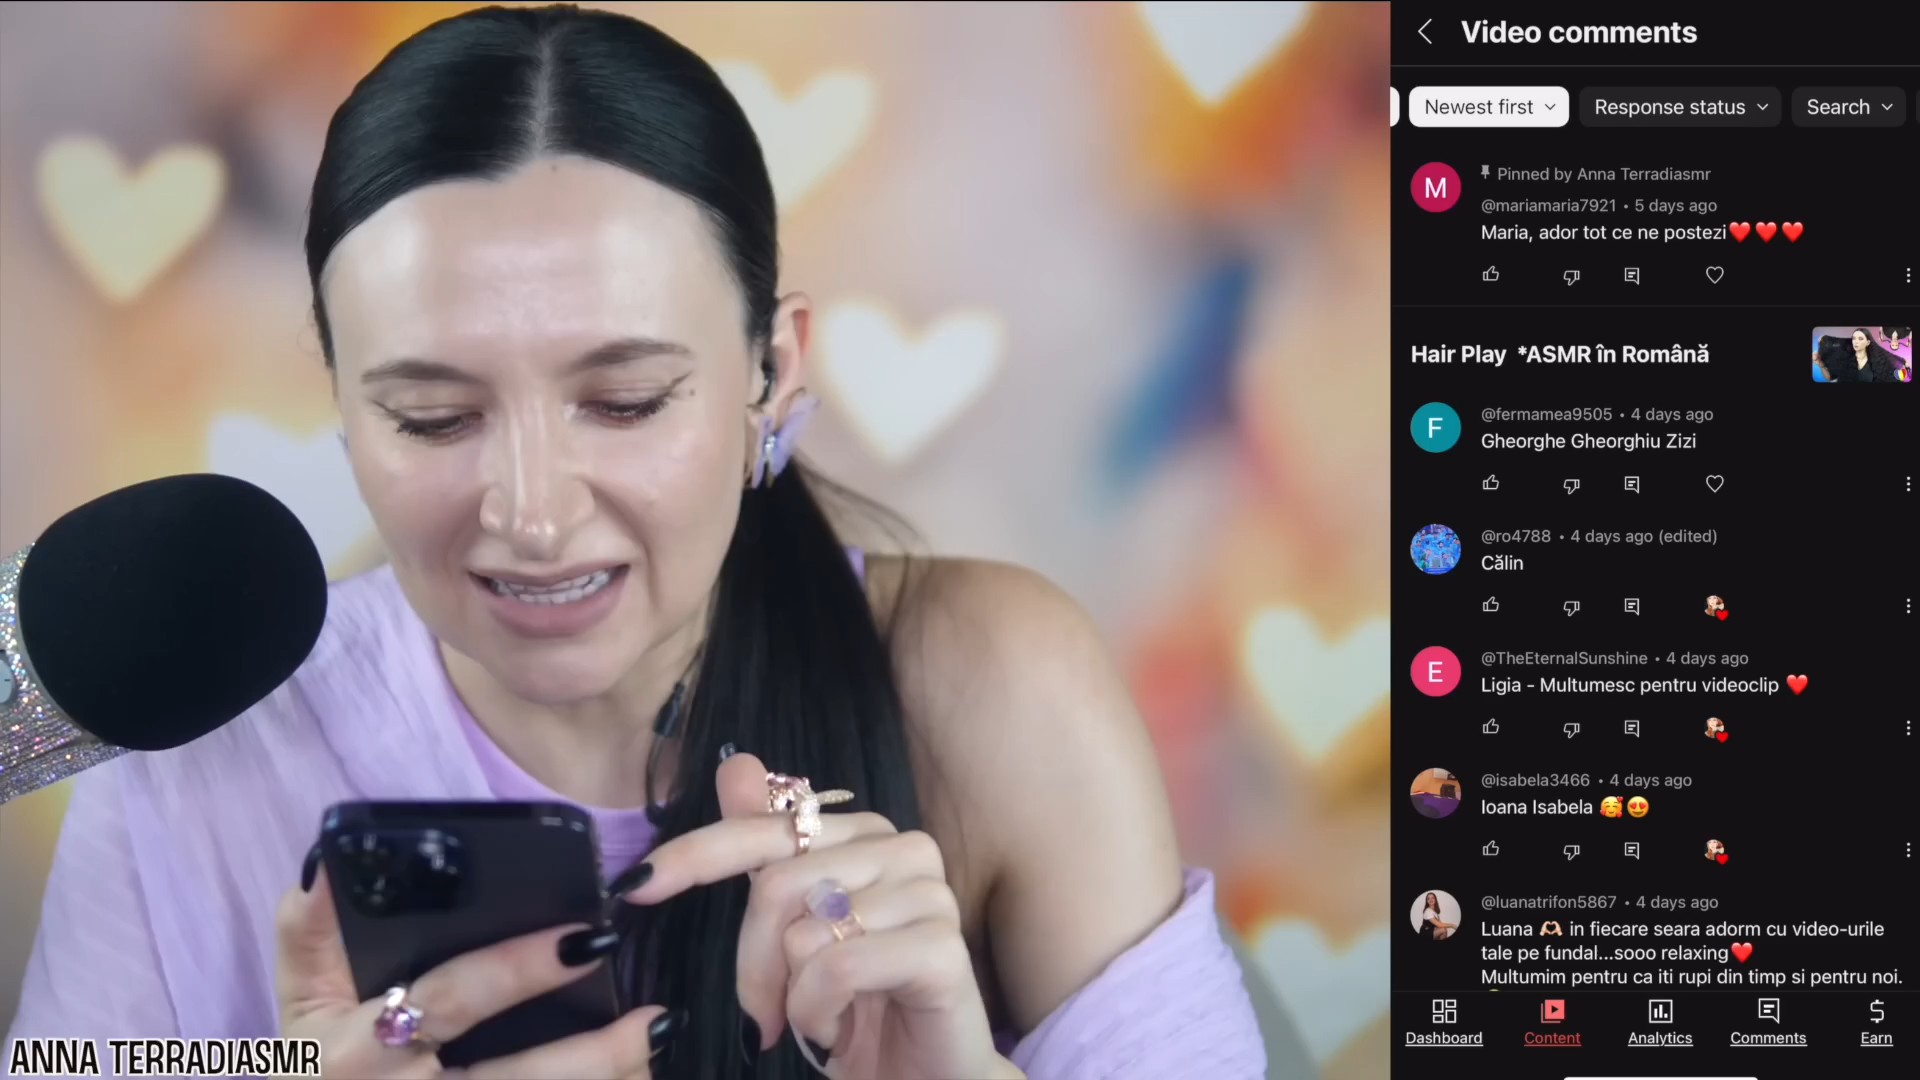 Video comments
Newest first
Response status
Search
M
Pinned by Anna Terradiasmr
@mariamaria7921 • 5 days ago
Maria, ador tot ce ne postezi❤️❤️❤️
Hair Play *ASMR în Română
F
@fermamea9505 • 4 days ago
Gheorghe Gheorghiu Zizi
@ro4788 • 4 days ago (edited)
Călin
E
@TheEternalSunshine • 4 days ago
Ligia - Multumesc pentru videoclip ❤️
@isabela3466 • 4 days ago
Ioana Isabela 🥰😍
@luanatrifon5867 • 4 days ago
Luana 🫶🏻 in fiecare seara adorm cu video-urile
tale pe fundal...sooo relaxing❤️
Multumim pentru ca iti rupi din timp si pentru noi.
Dashboard
Content
Analytics
Comments
Earn
ANNA TERRADIASMR